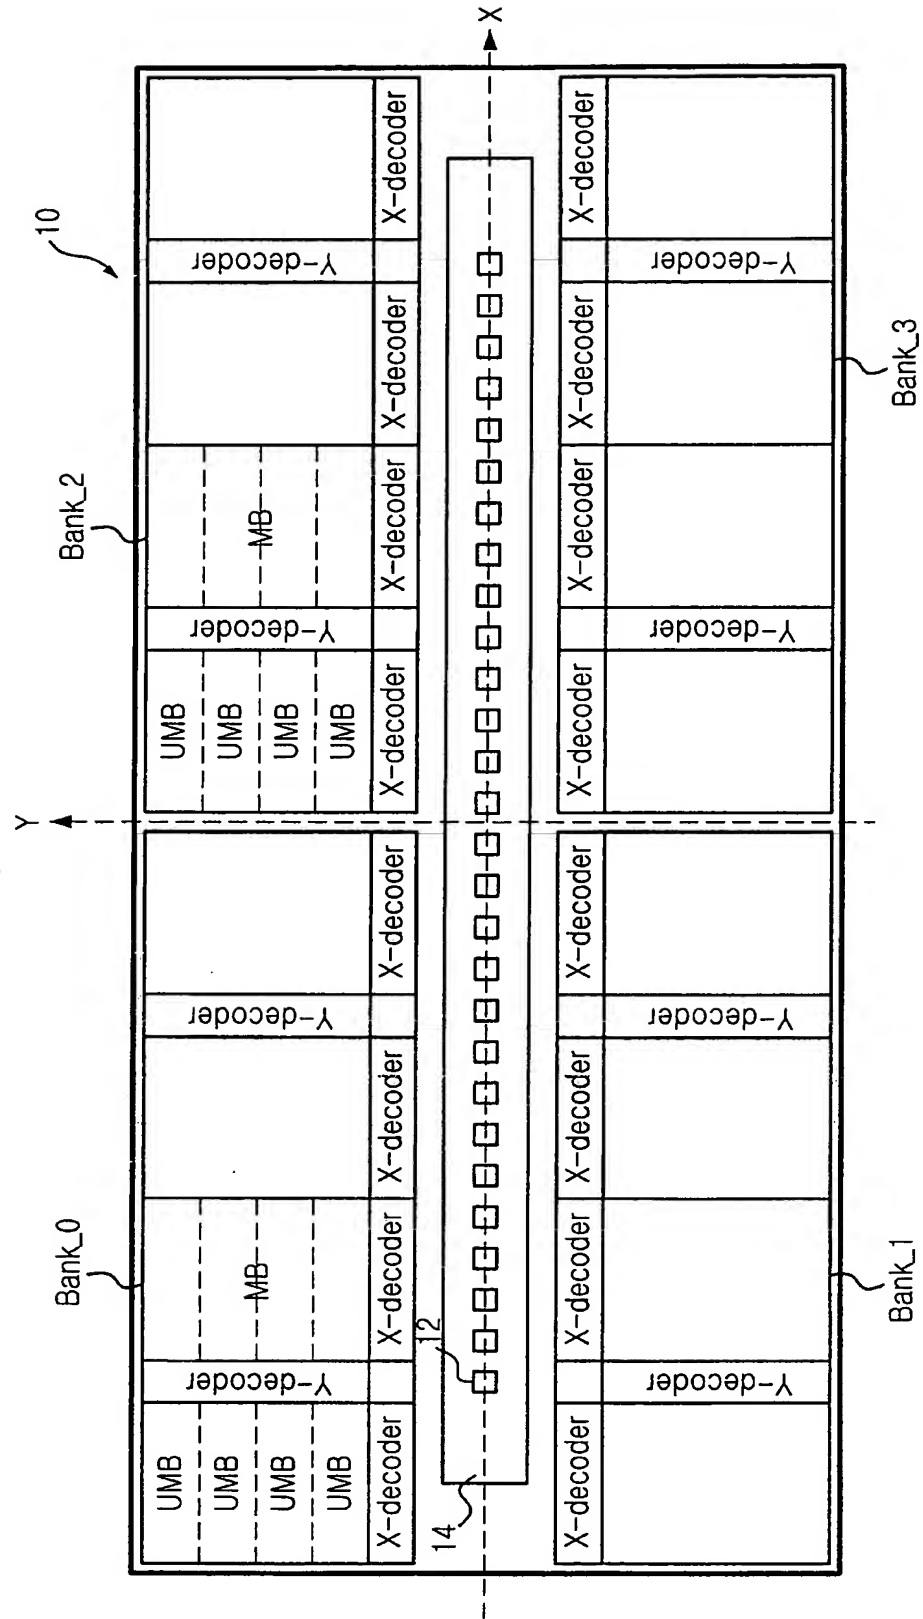 Y
10
Bank_0
Bank_2
UMB
UMB
UMB
UMB
Y-decoder
MB
Y-decoder
UMB
UMB
UMB
UMB
Y-decoder
MB
Y-decoder
X-decoder
X-decoder
X-decoder
X-decoder
X-decoder
X-decoder
X-decoder
X-decoder
12
14
X
X-decoder
X-decoder
X-decoder
X-decoder
X-decoder
X-decoder
X-decoder
X-decoder
Y-decoder
Y-decoder
Y-decoder
Y-decoder
Bank_1
Bank_3